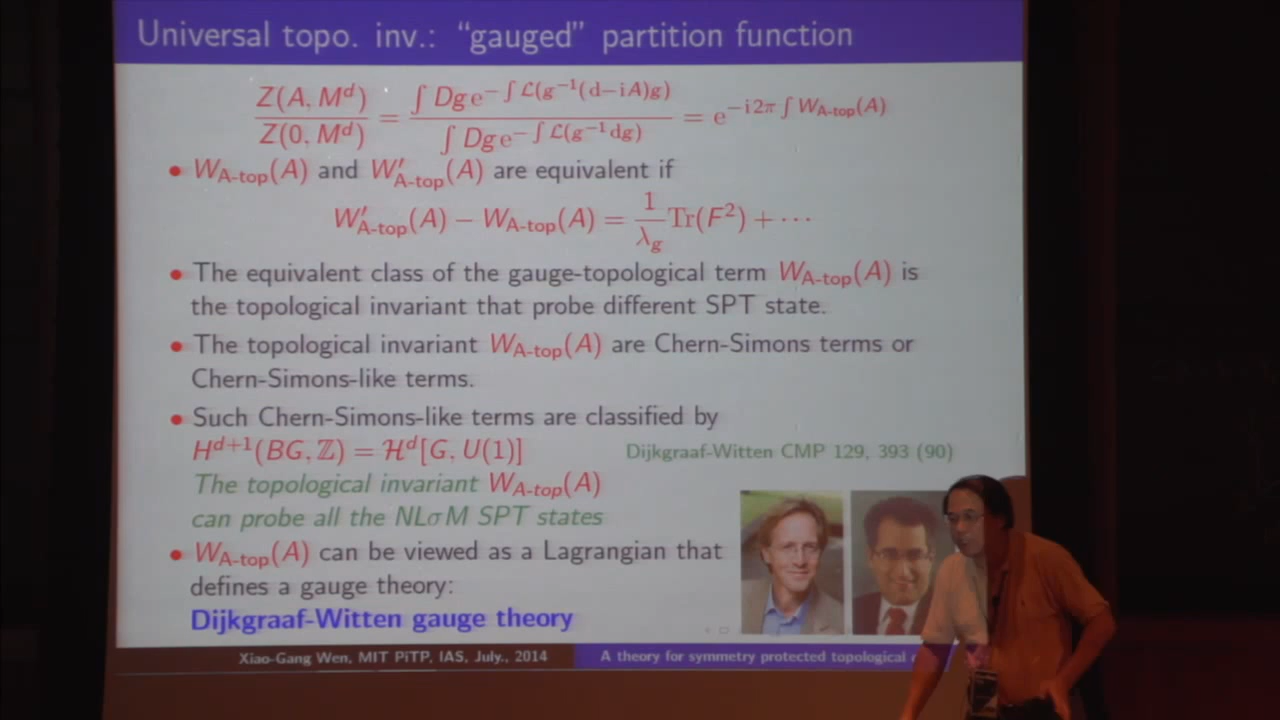 Universal topo. inv.: “gauged” partition function
Z(A, M^d) / Z(0, M^d) = ∫ Dg e^{−∫ L(g^{−1}(d−iA)g)} / ∫ Dg e^{−∫ L(g^{−1}dg)} = e^{−i2π ∫ W_{A-top}(A)}
• W_{A-top}(A) and W′_{A-top}(A) are equivalent if
W′_{A-top}(A) − W_{A-top}(A) = 1/λ_g Tr(F²) + ···
• The equivalent class of the gauge-topological term W_{A-top}(A) is
the topological invariant that probe different SPT state.
• The topological invariant W_{A-top}(A) are Chern-Simons terms or
Chern-Simons-like terms.
• Such Chern-Simons-like terms are classified by
H^{d+1}(BG, ℤ) = ℋ^d[G, U(1)] Dijkgraaf-Witten CMP 129, 393 (90)
The topological invariant W_{A-top}(A)
can probe all the NLσM SPT states
• W_{A-top}(A) can be viewed as a Lagrangian that
defines a gauge theory:
Dijkgraaf-Witten gauge theory
Xiao-Gang Wen, MIT PiTP, IAS, July., 2014 A theory for symmetry protected topological